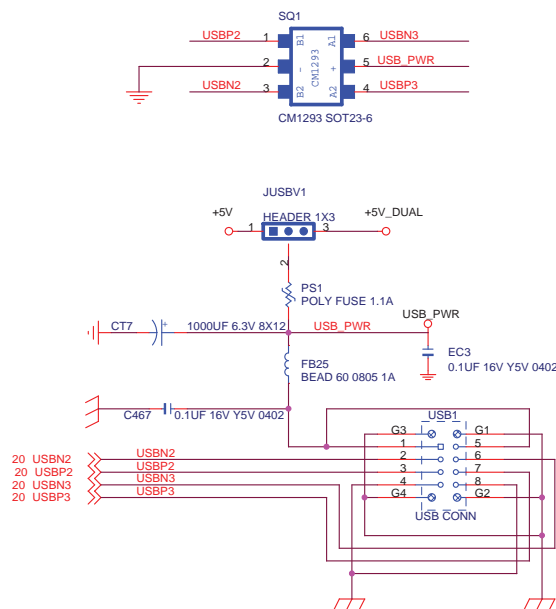 SQ1
USBP2 1 B1 A1 6 USBN3
2 - CM1293 + 5 USB_PWR
USBN2 3 B2 A2 4 USBP3
CM1293 SOT23-6
JUSBV1
+5V 1 HEADER 1X3 3 +5V_DUAL
2
PS1
POLY FUSE 1.1A
USB_PWR
CT7 1000UF 6.3V 8X12 USB_PWR
EC3
0.1UF 16V Y5V 0402
FB25
BEAD 60 0805 1A
C467 0.1UF 16V Y5V 0402
USB1
G3 G1
1 5
20 USBN2 USBN2 2 6
20 USBP2 USBP2 3 7
20 USBN3 USBN3 4 8
20 USBP3 USBP3 G4 G2
USB CONN